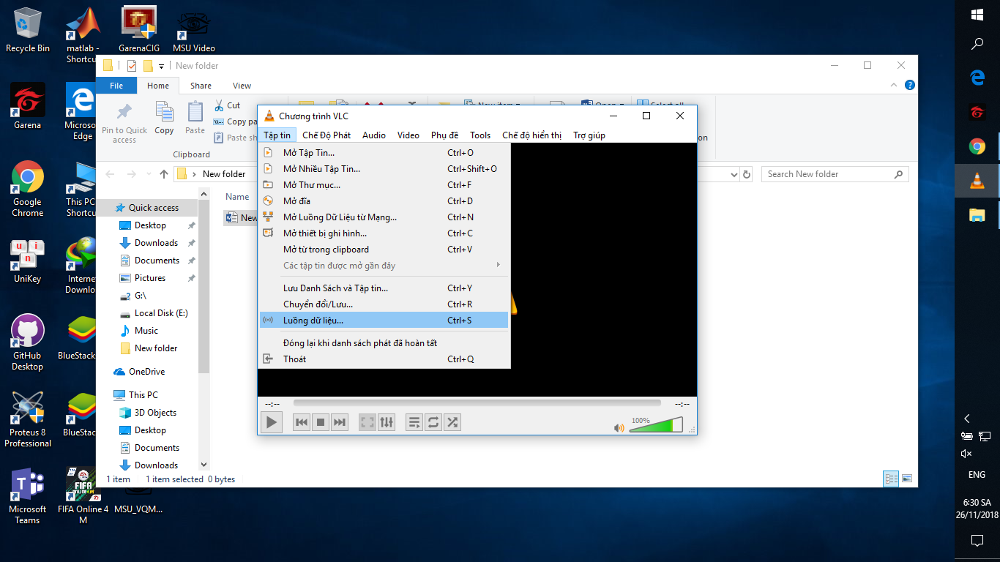 Recycle Bin
matlab -
Shortcu
GarenaCIG
MSU Video
Garena
Microso
Edge
Google
Chrome
This PC
Shortcu
UniKey
Interne
Downlo
GitHub
Desktop
BlueStack
Proteus 8
Professional
BlueStac
Microsoft
Teams
FIFA Online 4
M
MSU_VQM...
New folder
File
Home
Share
View
Pin to Quick
access
Copy
Paste
Cut
Copy pa
Paste sh
Clipboard
New item
Open
Select all
on
New folder
Search New folder
Name
New
Quick access
Desktop
Downloads
Documents
Pictures
G:\
Local Disk (E:)
Music
New folder
OneDrive
This PC
3D Objects
Desktop
Documents
Downloads
1 item
1 item selected 0 bytes
Chương trình VLC
Tập tin
Chế Độ Phát
Audio
Video
Phụ đề
Tools
Chế độ hiển thị
Trợ giúp
Mở Tập Tin... Ctrl+O
Mở Nhiều Tập Tin... Ctrl+Shift+O
Mở Thư mục... Ctrl+F
Mở đĩa Ctrl+D
Mở Luồng Dữ Liệu từ Mạng... Ctrl+N
Mở thiết bị ghi hình... Ctrl+C
Mở từ trong clipboard Ctrl+V
Các tập tin được mở gần đây
Lưu Danh Sách và Tập tin... Ctrl+Y
Chuyển đổi/Lưu... Ctrl+R
Luồng dữ liệu... Ctrl+S
Đóng lại khi danh sách phát đã hoàn tất
Thoát Ctrl+Q
--:-- --:--
100%
ENG
6:30 SA
26/11/2018